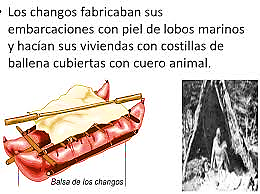 • Los changos fabricaban sus
embarcaciones con piel de lobos marinos
y hacían sus viviendas con costillas de
ballena cubiertas con cuero animal.
Balsa de los changos